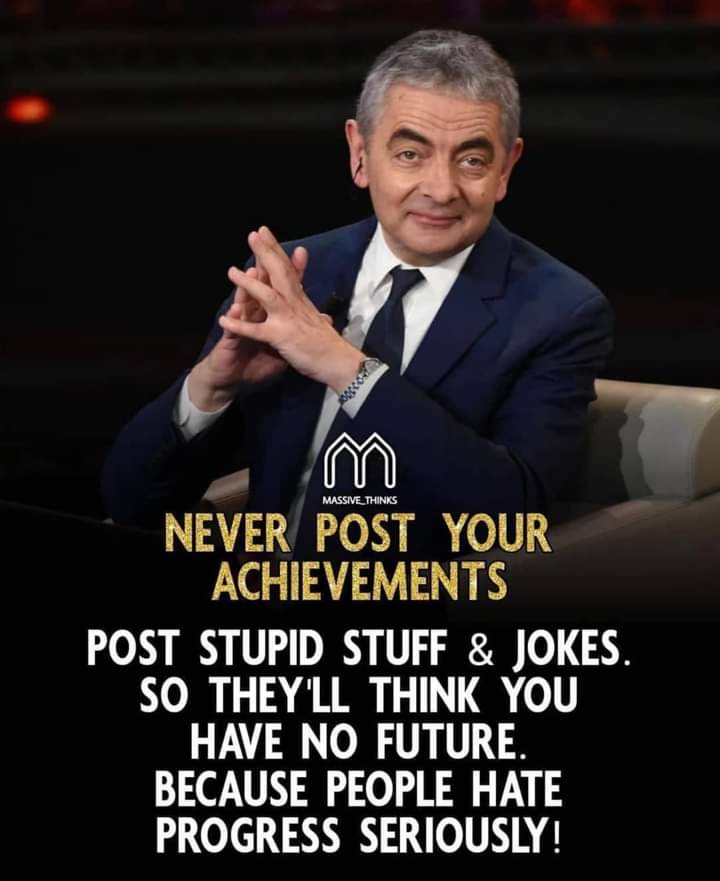 MASSIVE_THINKS
NEVER POST YOUR
ACHIEVEMENTS
POST STUPID STUFF & JOKES.
SO THEY'LL THINK YOU
HAVE NO FUTURE.
BECAUSE PEOPLE HATE
PROGRESS SERIOUSLY!